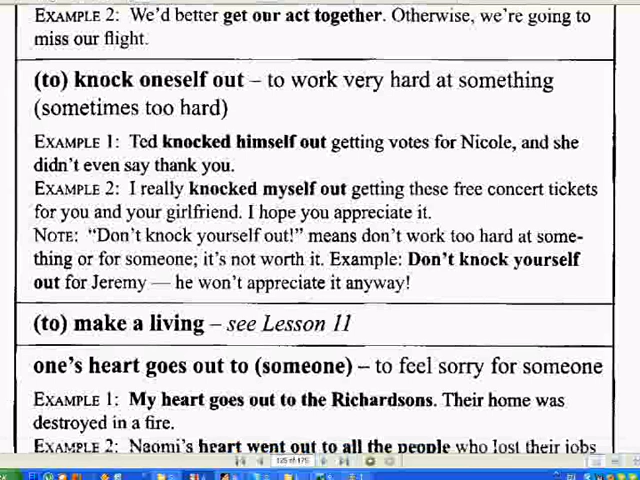 EXAMPLE 2: We'd better get our act together. Otherwise, we're going to
miss our flight.
(to) knock oneself out – to work very hard at something
(sometimes too hard)
EXAMPLE 1: Ted knocked himself out getting votes for Nicole, and she
didn't even say thank you.
EXAMPLE 2: I really knocked myself out getting these free concert tickets
for you and your girlfriend. I hope you appreciate it.
NOTE: “Don't knock yourself out!” means don't work too hard at some-
thing or for someone; it's not worth it. Example: Don't knock yourself
out for Jeremy — he won't appreciate it anyway!
(to) make a living – see Lesson 11
one's heart goes out to (someone) – to feel sorry for someone
EXAMPLE 1: My heart goes out to the Richardsons. Their home was
destroyed in a fire.
EXAMPLE 2: Naomi's heart went out to all the people who lost their jobs